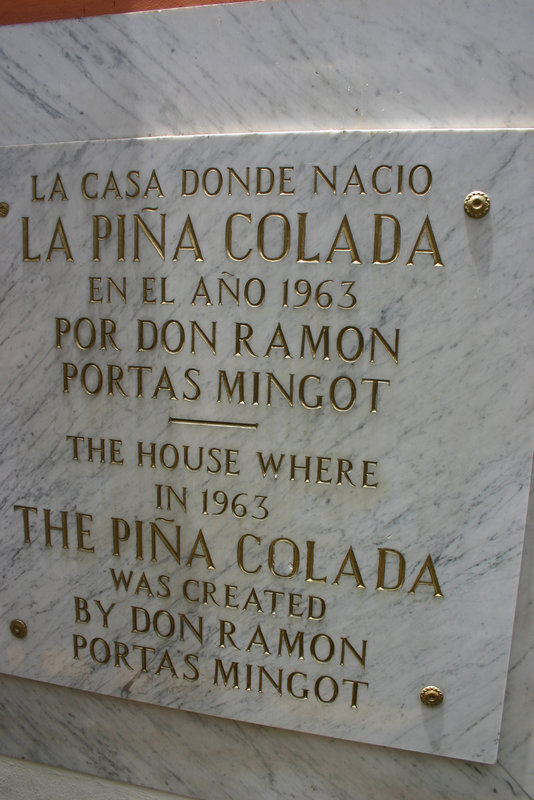 LA CASA DONDE NACIO
LA PIÑA COLADA
EN EL AÑO 1963
POR DON RAMON
PORTAS MINGOT
THE HOUSE WHERE
IN 1963
THE PIÑA COLADA
WAS CREATED
BY DON RAMON
PORTAS MINGOT